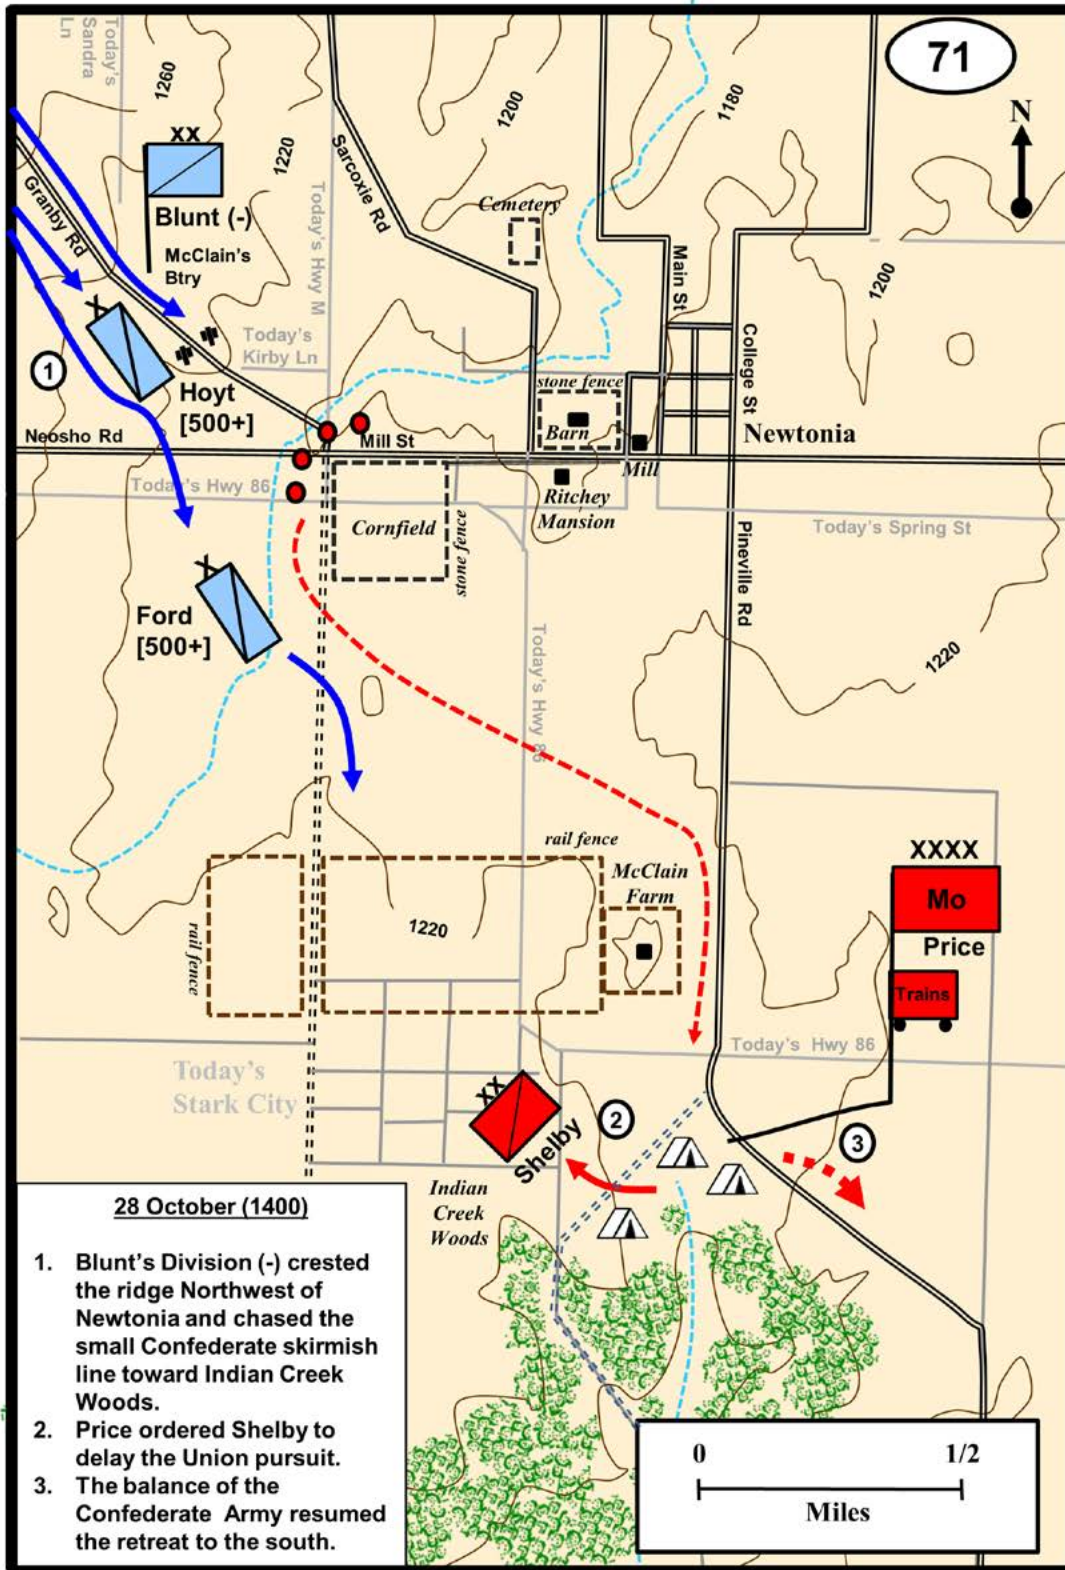 71
N
Today's
Sandra
Ln
1260
1220
1200
1180
1200
Granby Rd
XX
Blunt (-)
McClain's
Btry
Today's Hwy M
Sarcoxie Rd
Cemetery
Main St
College St
X
1
Hoyt
[500+]
Today's
Kirby Ln
Neosho Rd
Mill St
stone fence
Barn
Mill
Newtonia
Ritchey
Mansion
Today's Hwy 86
Cornfield
stone fence
Today's Spring St
Pineville Rd
X
Ford
[500+]
Today's Hwy 86
1220
rail fence
McClain
Farm
rail fence
1220
XXXX
Mo
Price
Trains
Today's Hwy 86
Today's
Stark City
XX
Shelby
2
3
Indian
Creek
Woods
28 October (1400)
1. Blunt's Division (-) crested
the ridge Northwest of
Newtonia and chased the
small Confederate skirmish
line toward Indian Creek
Woods.
2. Price ordered Shelby to
delay the Union pursuit.
3. The balance of the
Confederate Army resumed
the retreat to the south.
0 1/2
Miles